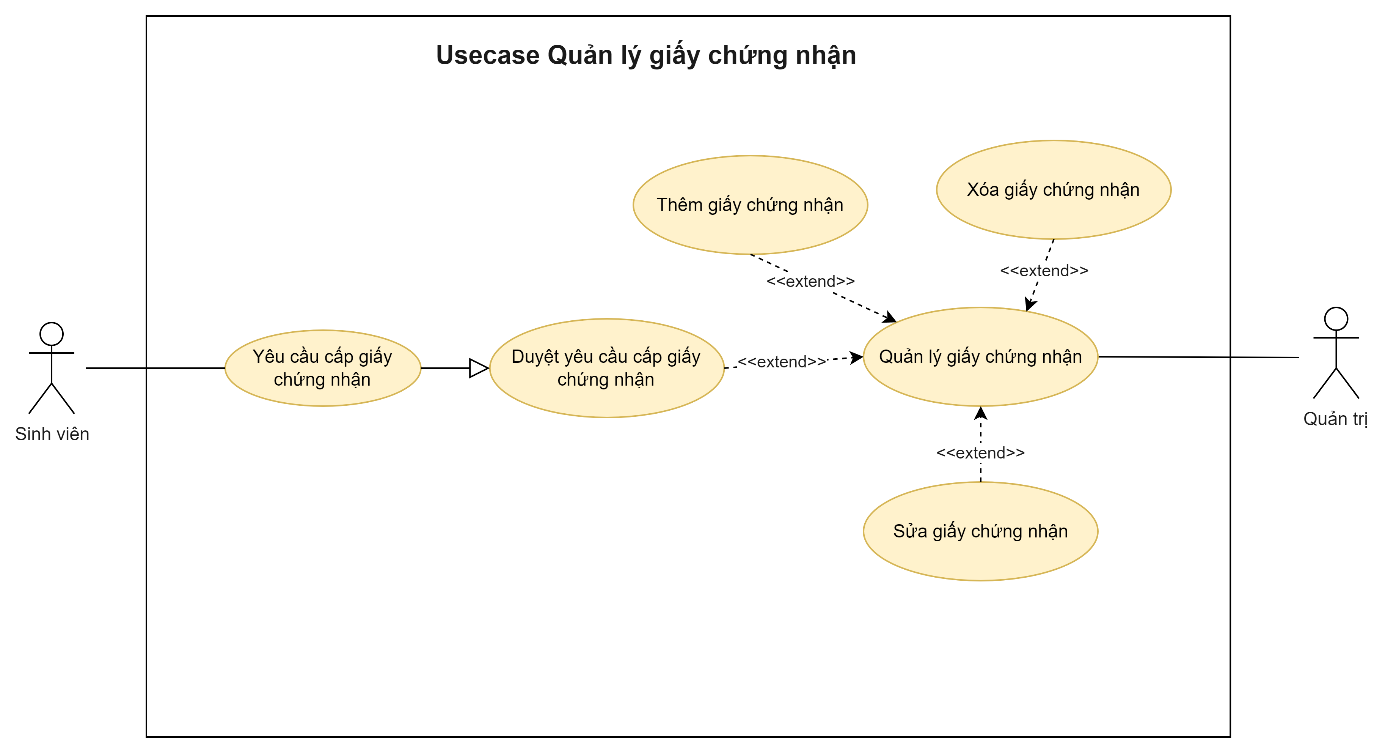 Usecase Quản lý giấy chứng nhận
Thêm giấy chứng nhận
Xóa giấy chứng nhận
<<extend>>
<<extend>>
Sinh viên
Yêu cầu cấp giấy
chứng nhận
Duyệt yêu cầu cấp giấy
chứng nhận
<<extend>>
Quản lý giấy chứng nhận
Quản trị
<<extend>>
Sửa giấy chứng nhận